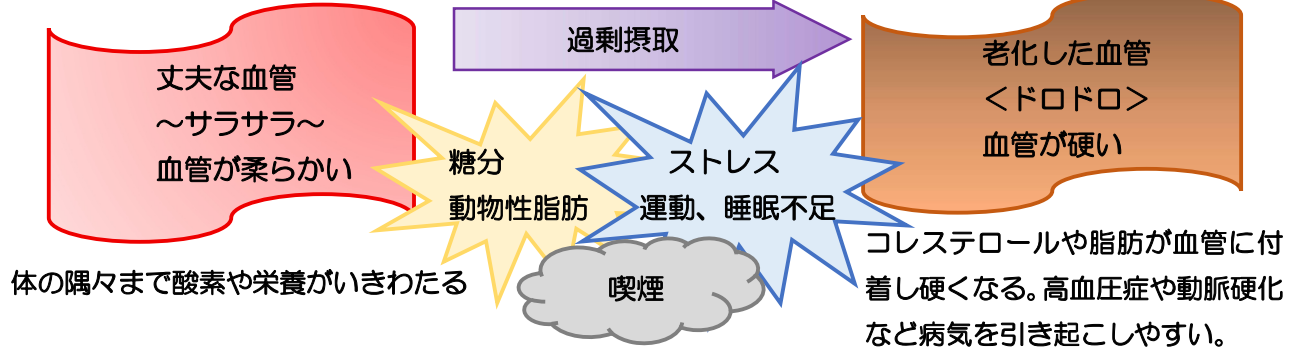 丈夫な血管
～サラサラ～
血管が柔らかい
体の隅々まで酸素や栄養がいきわたる
過剰摂取
糖分
動物性脂肪
ストレス
運動、睡眠不足
喫煙
老化した血管
＜ドロドロ＞
血管が硬い
コレステロールや脂肪が血管に付
着し硬くなる。高血圧症や動脈硬化
など病気を引き起こしやすい。